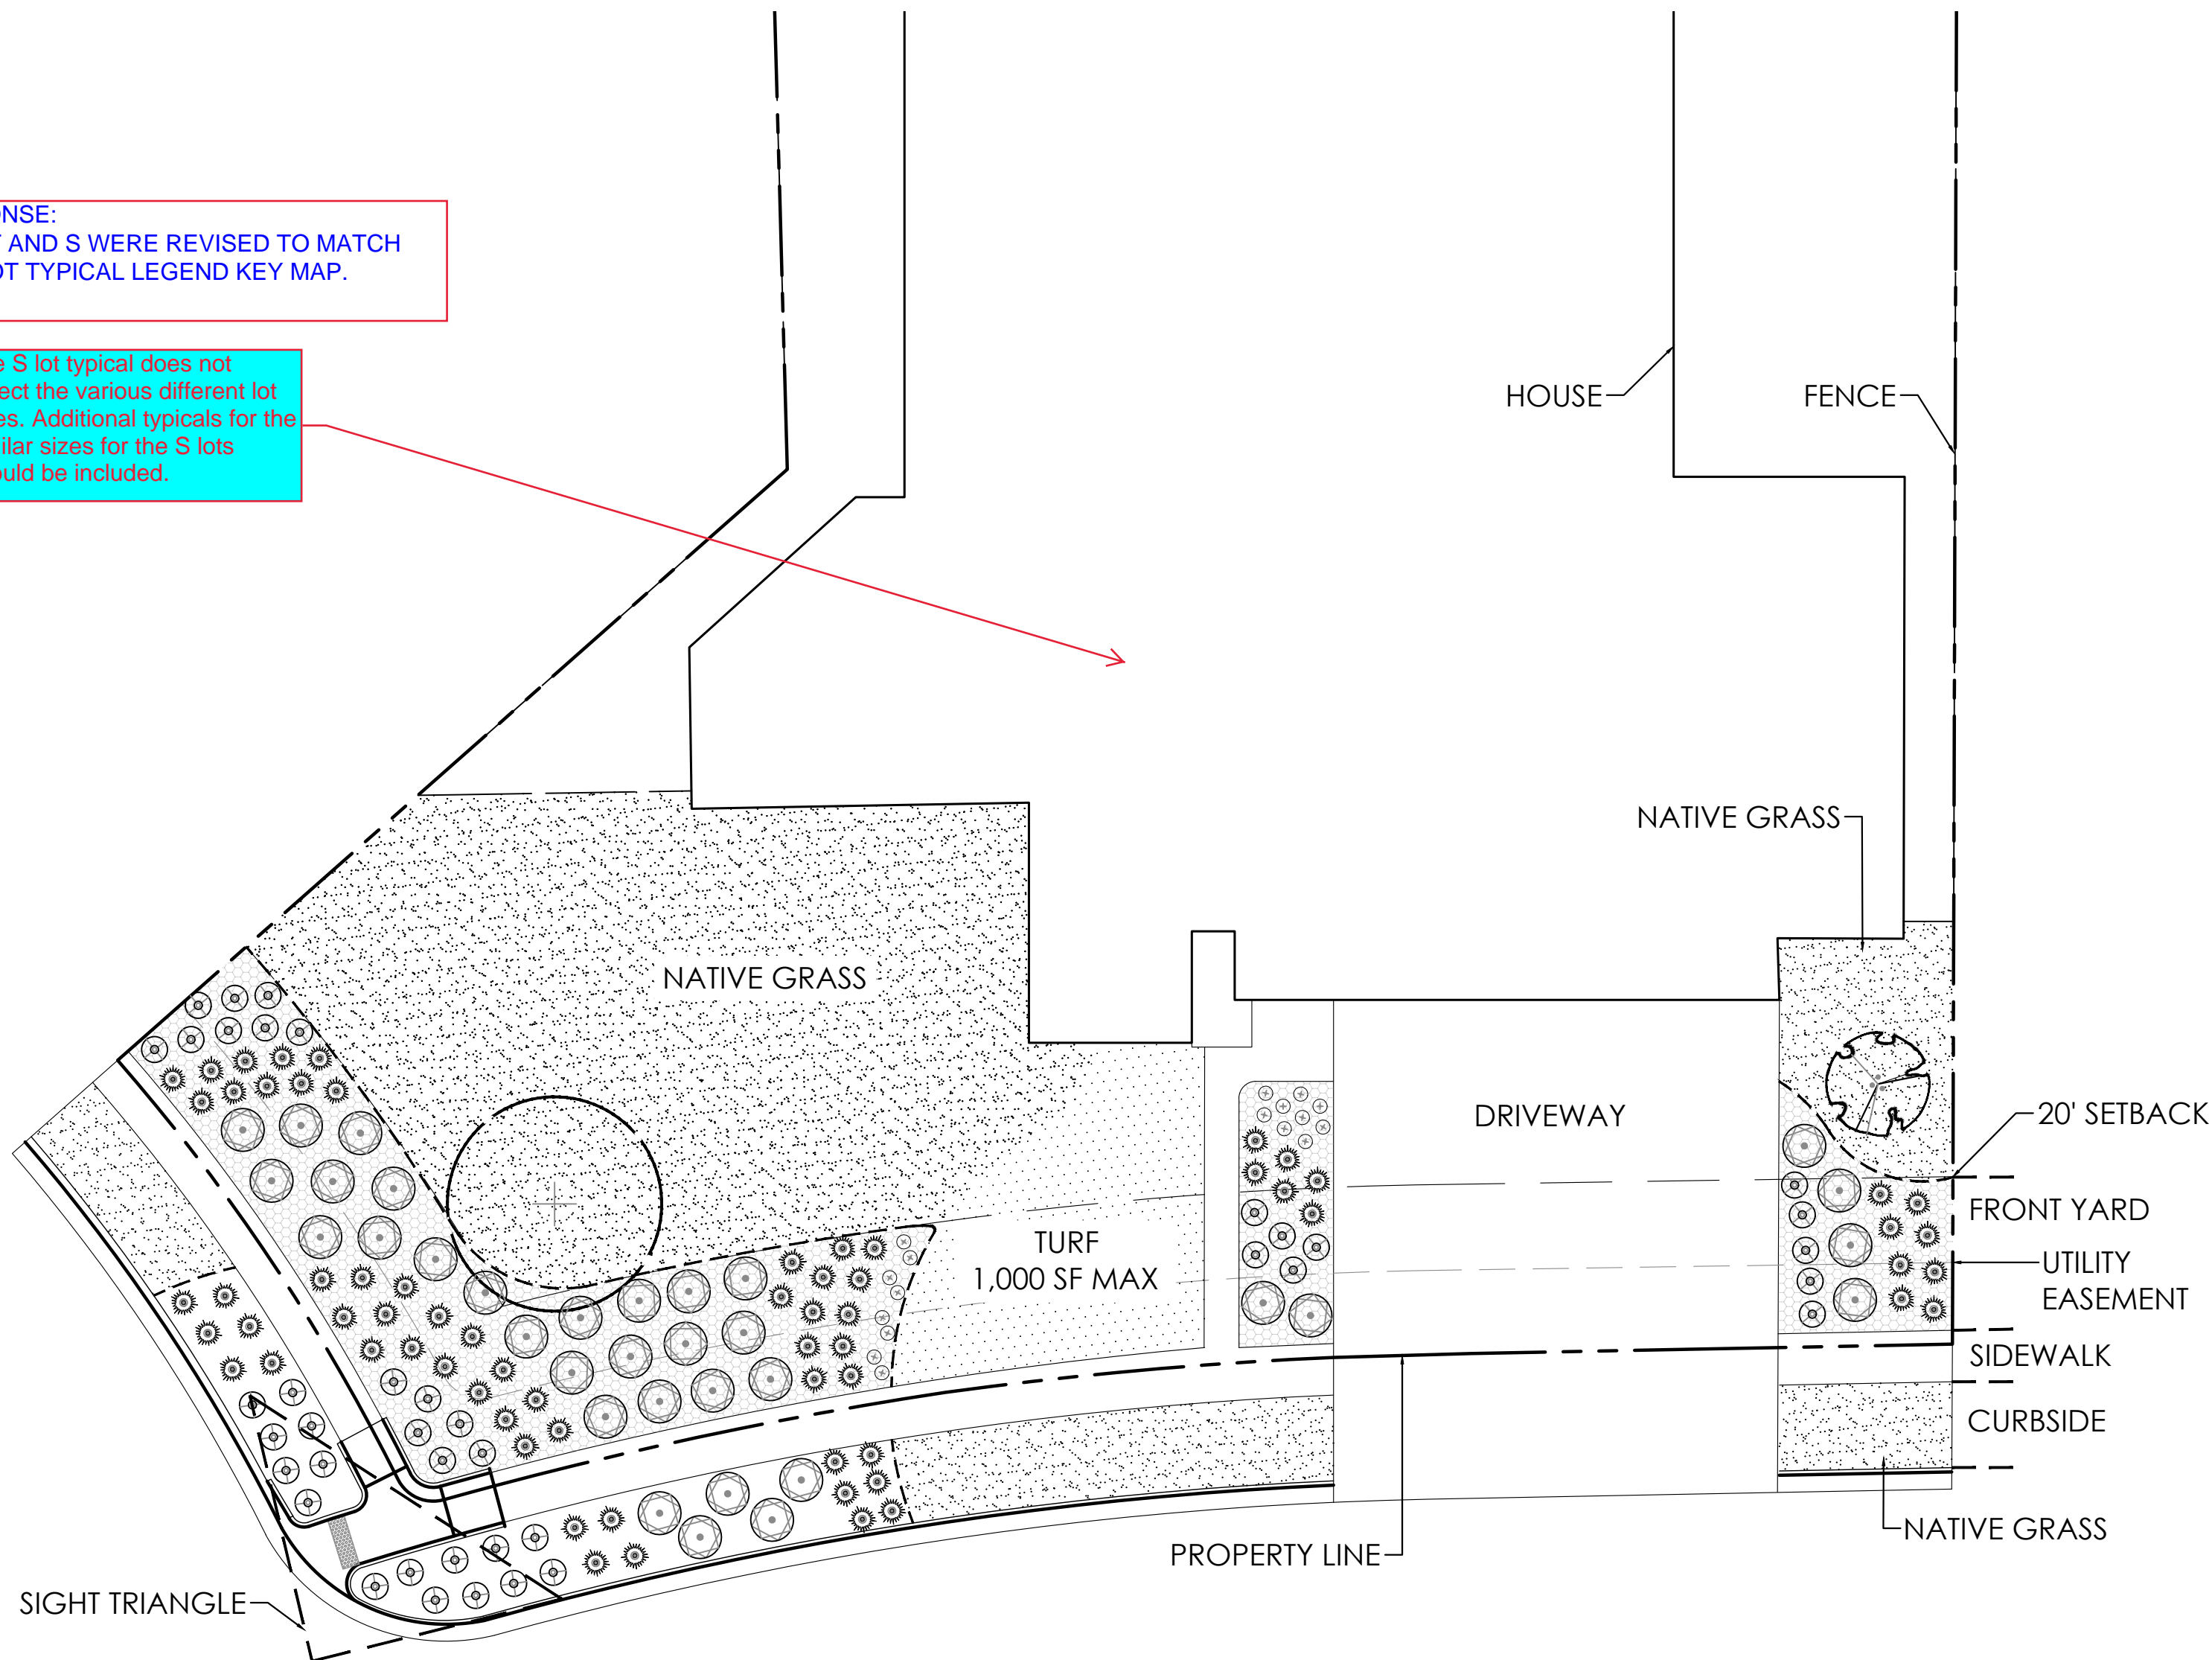 NSE:
AND S WERE REVISED TO MATCH
TYPICAL LEGEND KEY MAP.
S lot typical does not
ect the various different lot
es. Additional typicals for the
ilar sizes for the S lots
ould be included.
HOUSE
FENCE
NATIVE GRASS
NATIVE GRASS
DRIVEWAY
20' SETBACK
FRONT YARD
TURF
1,000 SF MAX
UTILITY
EASEMENT
SIDEWALK
CURBSIDE
NATIVE GRASS
PROPERTY LINE
SIGHT TRIANGLE